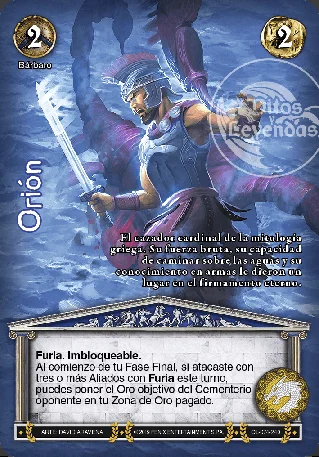 2
2
Bárbaro
Mitos y
Leyendas
Orión
El cazador cardinal de la mitología
griega. Su fuerza bruta, su capacidad
de caminar sobre las aguas y su
conocimiento en armas le dieron un
lugar en el firmamento eterno.
Furia. Imbloqueable.
Al comienzo de tu Fase Final, si atacaste con
tres o más Aliados con Furia este turno,
puedes poner el Oro objetivo del Cementerio
oponente en tu Zona de Oro pagado.